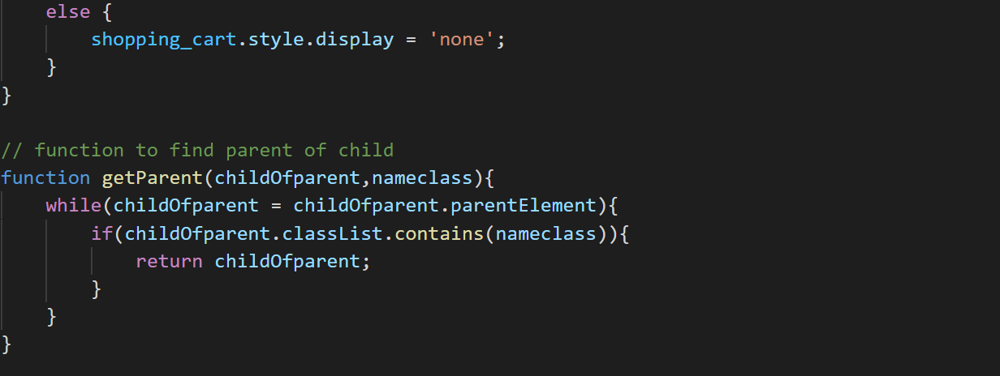 else {
shopping_cart.style.display = 'none';
}
}
// function to find parent of child
function getParent(childOfparent,nameclass){
while(childOfparent = childOfparent.parentElement){
if(childOfparent.classList.contains(nameclass)){
return childOfparent;
}
}
}